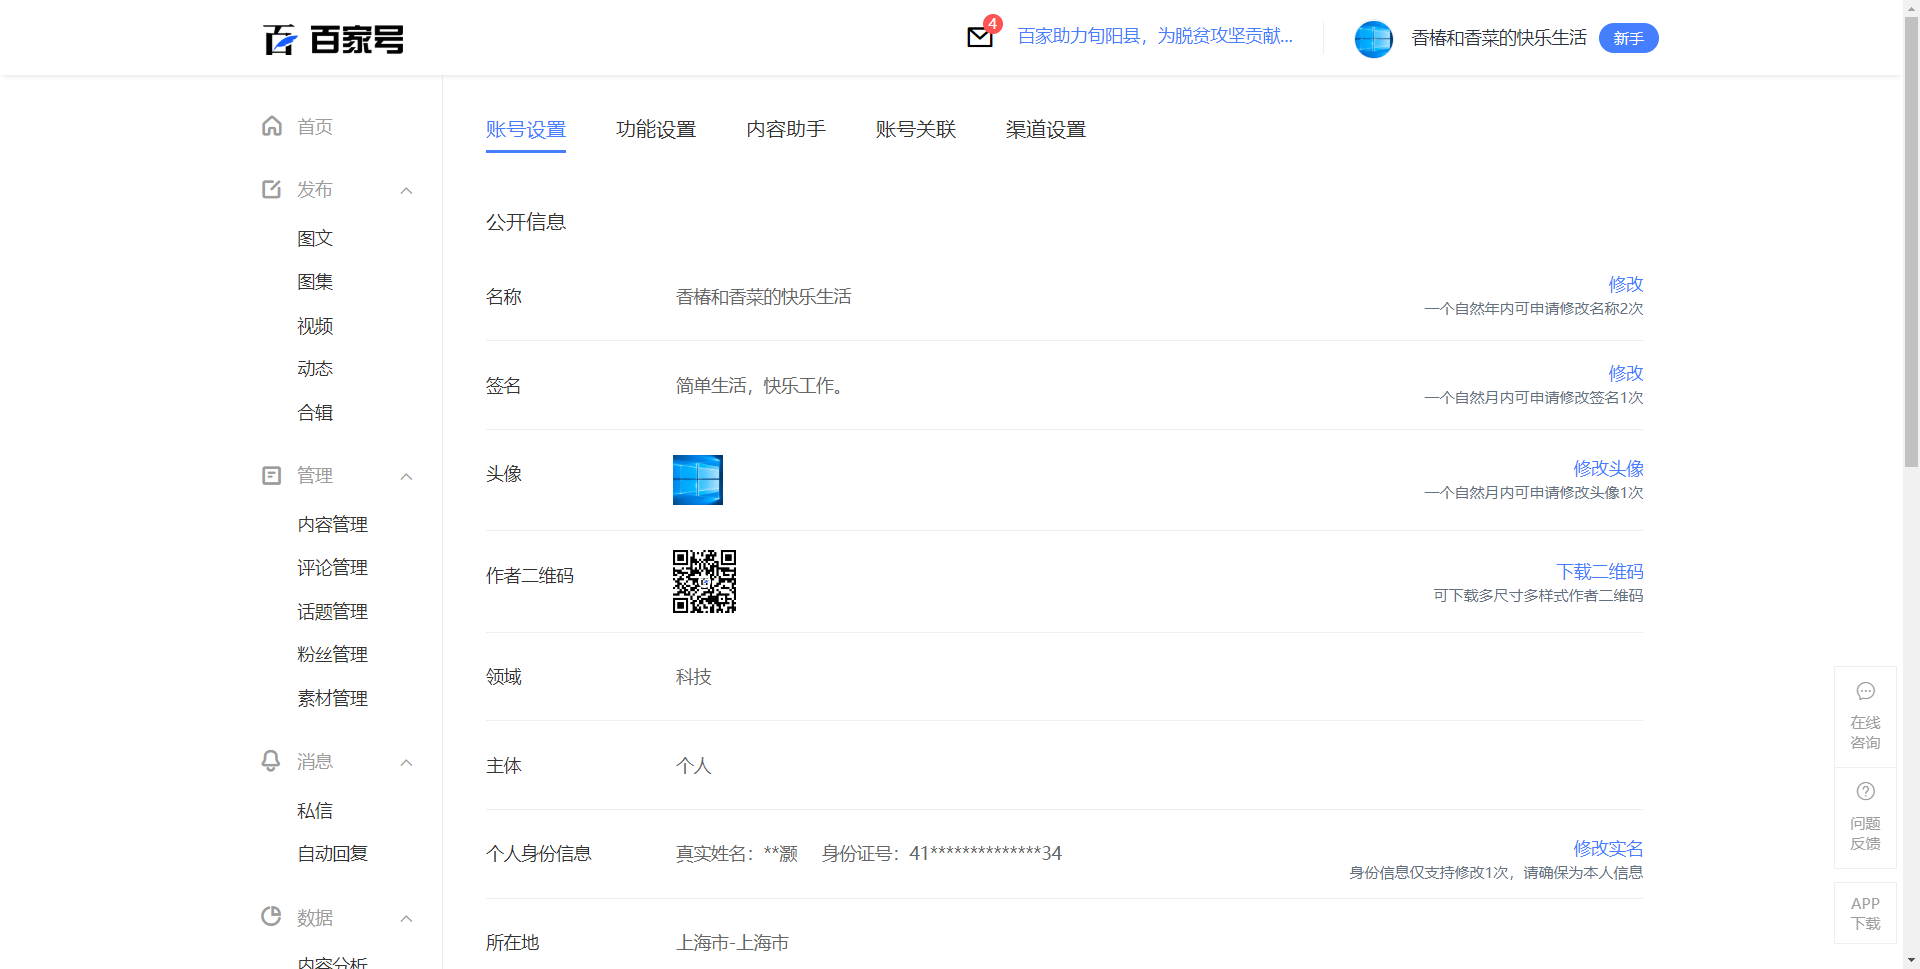 百家号
4
百家助力旬阳县，为脱贫攻坚贡献...
香椿和香菜的快乐生活
新手
首页
发布
图文
图集
视频
动态
合辑
管理
内容管理
评论管理
话题管理
粉丝管理
素材管理
消息
私信
自动回复
数据
内容分析
账号设置 功能设置 内容助手 账号关联 渠道设置
公开信息
名称 香椿和香菜的快乐生活 修改
一个自然年内可申请修改名称2次
签名 简单生活，快乐工作。 修改
一个自然月内可申请修改签名1次
头像 修改头像
一个自然月内可申请修改头像1次
作者二维码 下载二维码
可下载多尺寸多样式作者二维码
领域 科技
主体 个人
个人身份信息 真实姓名：**灏 身份证号：41**************34 修改实名
身份信息仅支持修改1次，请确保为本人信息
所在地 上海市-上海市
在线
咨询
问题
反馈
APP
下载